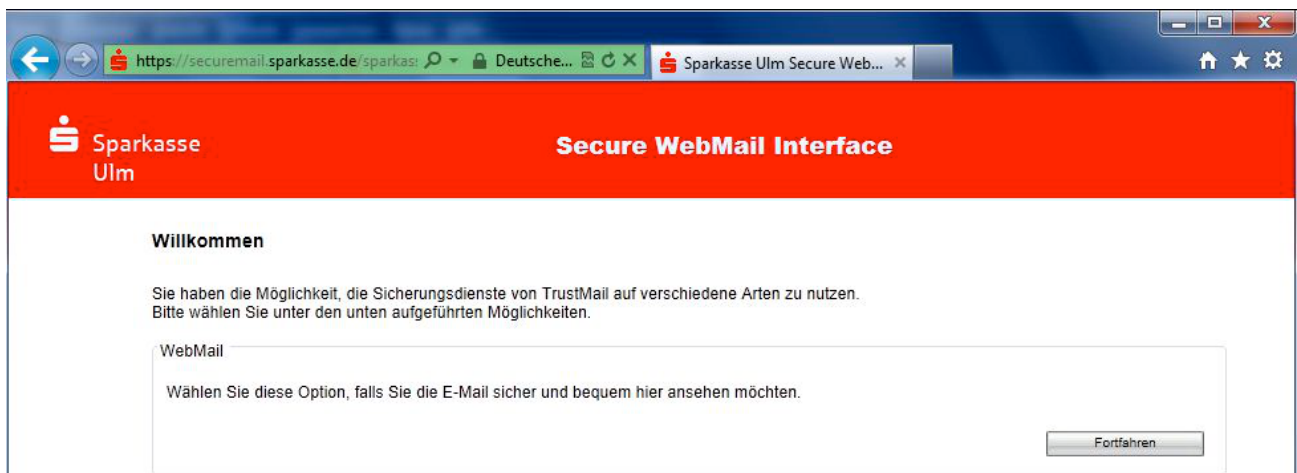 https://securemail.sparkasse.de/sparkas: Deutsche... Sparkasse Ulm Secure Web...
Sparkasse
Ulm
Secure WebMail Interface
Willkommen
Sie haben die Möglichkeit, die Sicherungsdienste von TrustMail auf verschiedene Arten zu nutzen.
Bitte wählen Sie unter den unten aufgeführten Möglichkeiten.
WebMail
Wählen Sie diese Option, falls Sie die E-Mail sicher und bequem hier ansehen möchten.
Fortfahren